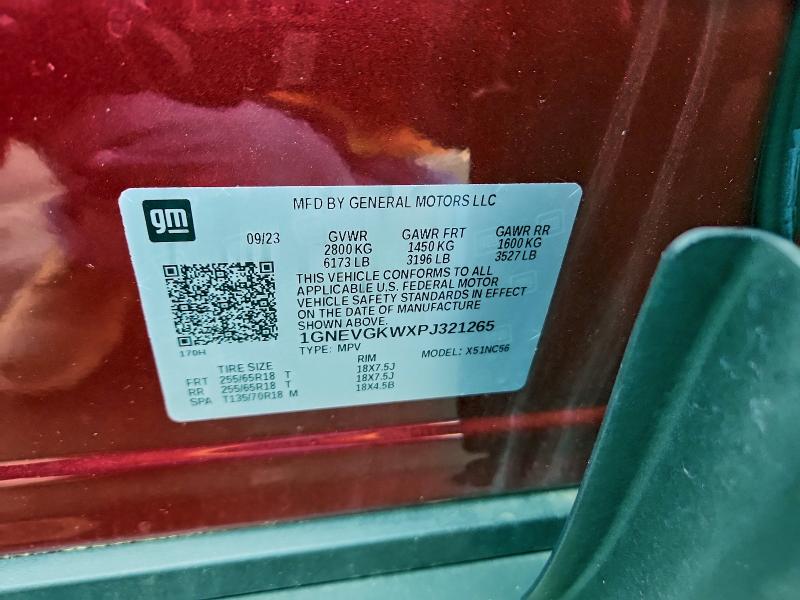 MFD BY GENERAL MOTORS LLC
gm
09/23 GVWR GAWR FRT GAWR RR
2800 KG 1450 KG 1600 KG
6173 LB 3196 LB 3527 LB
THIS VEHICLE CONFORMS TO ALL
APPLICABLE U.S. FEDERAL MOTOR
VEHICLE SAFETY STANDARDS IN EFFECT
ON THE DATE OF MANUFACTURE
SHOWN ABOVE.
1GNEVGKWXPJ321265
170H TYPE: MPV MODEL: X51NC56
TIRE SIZE RIM
FRT 255/65R18 T 18X7.5J
RR 255/65R18 T 18X7.5J
SPA T135/70R18 M 18X4.5B